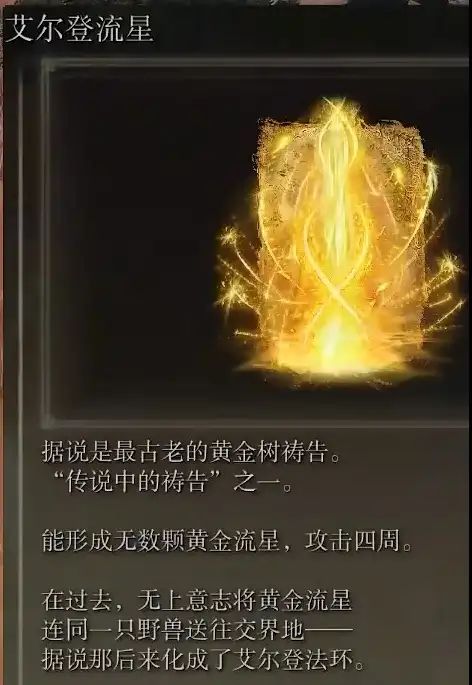 艾尔登流星
据说是最古老的黄金树祷告。
“传说中的祷告”之一。
能形成无数颗黄金流星，攻击四周。
在过去，无上意志将黄金流星
连同一只野兽送往交界地——
据说那后来化成了艾尔登法环。